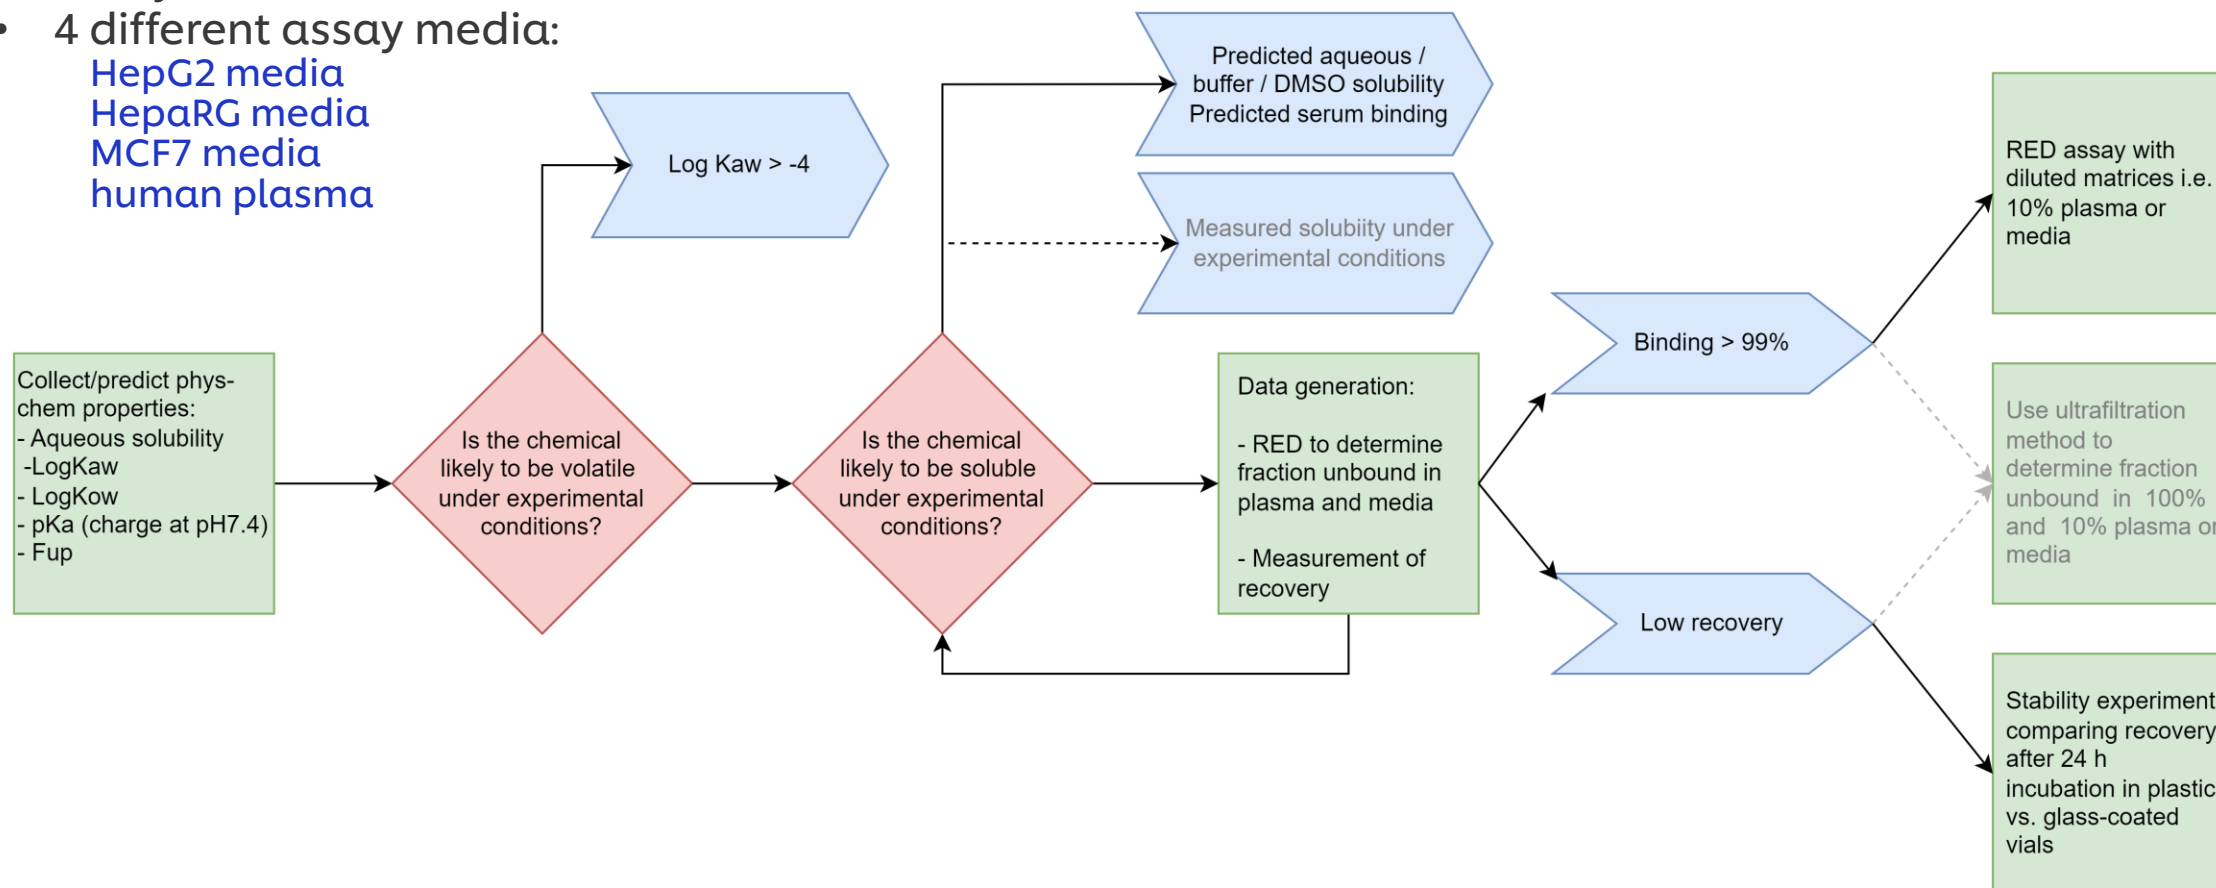 • 4 different assay media:
HepG2 media
HepaRG media
MCF7 media
human plasma
Collect/predict phys-
chem properties:
- Aqueous solubility
-LogKaw
- LogKow
- pKa (charge at pH7.4)
- Fup
Is the chemical
likely to be volatile
under experimental
conditions?
Log Kaw > -4
Is the chemical
likely to be soluble
under experimental
conditions?
Predicted aqueous /
buffer / DMSO solubility
Predicted serum binding
Measured solubiity under
experimental conditions
Data generation:
- RED to determine
fraction unbound in
plasma and media
- Measurement of
recovery
Binding > 99%
Low recovery
RED assay with
diluted matrices i.e.
10% plasma or
media
Use ultrafiltration
method to
determine fraction
unbound in 100%
and 10% plasma or
media
Stability experiment
comparing recovery
after 24 h
incubation in plastic
vs. glass-coated
vials